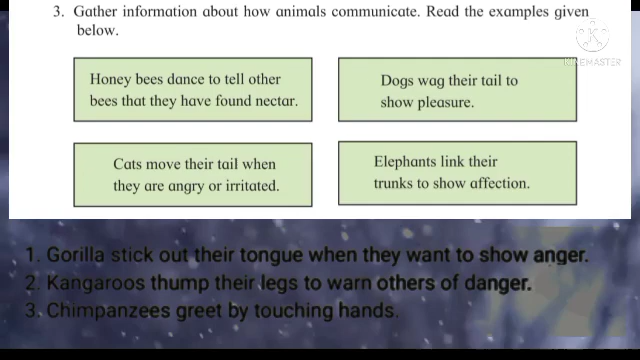 3. Gather information about how animals communicate. Read the examples given
below.
KINEMASTER
Honey bees dance to tell other
bees that they have found nectar.
Dogs wag their tail to
show pleasure.
Cats move their tail when
they are angry or irritated.
Elephants link their
trunks to show affection.
1. Gorilla stick out their tongue when they want to show anger.
2. Kangaroos thump their legs to warn others of danger.
3. Chimpanzees greet by touching hands.